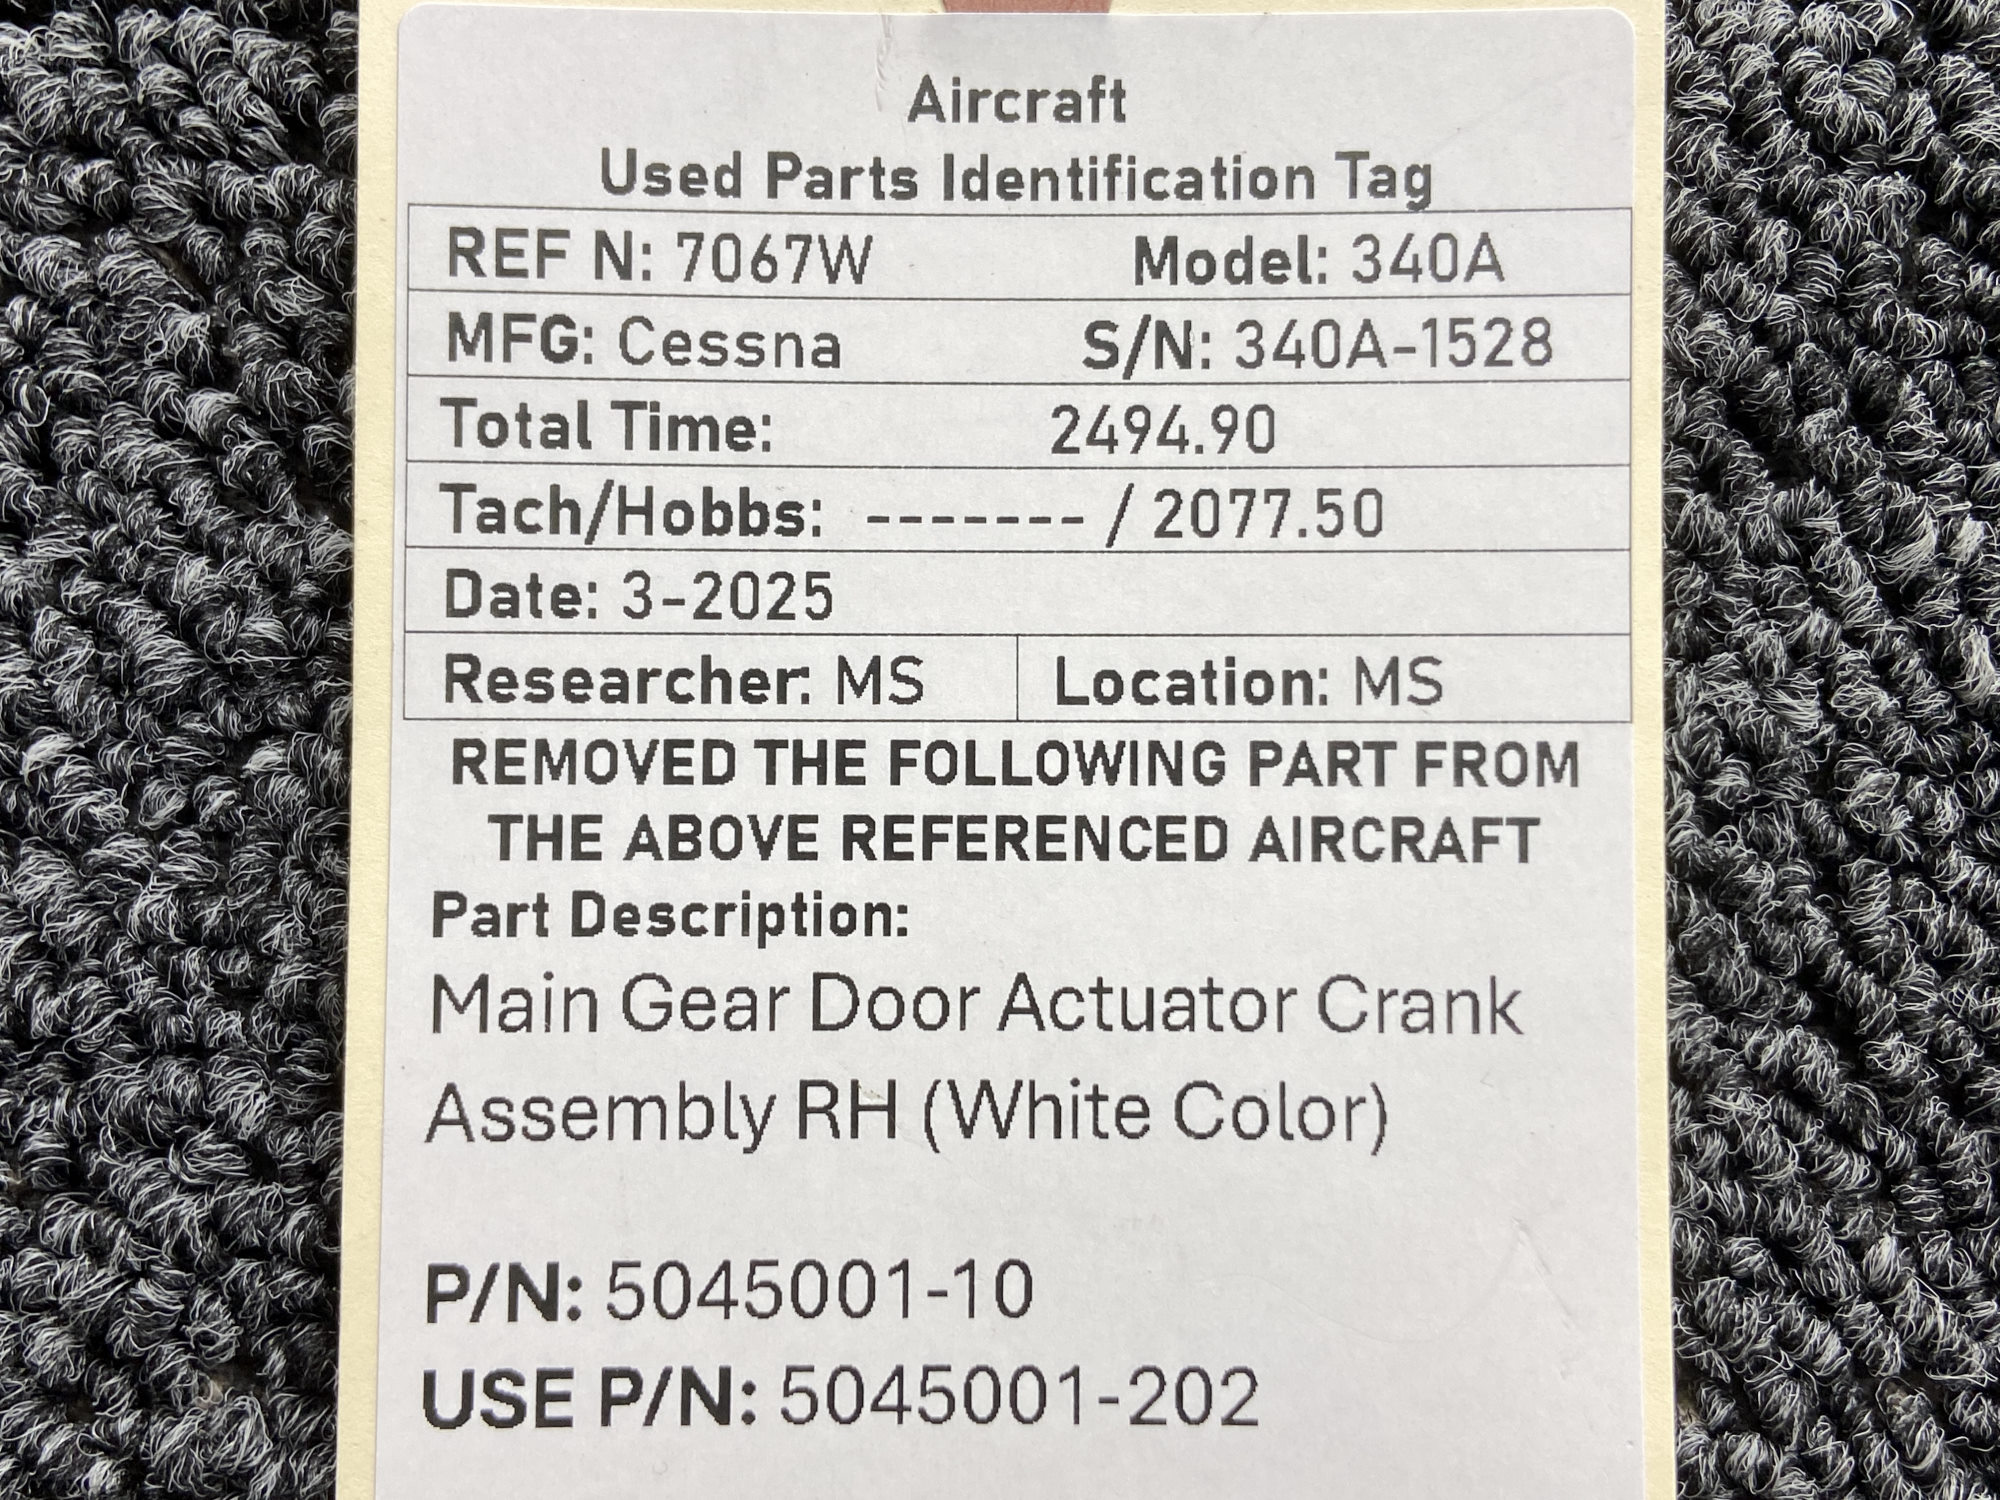 Aircraft
Used Parts Identification Tag
REF N: 7067W Model: 340A
MFG: Cessna S/N: 340A-1528
Total Time: 2494.90
Tach/Hobbs: ------- / 2077.50
Date: 3-2025
Researcher: MS Location: MS
REMOVED THE FOLLOWING PART FROM
THE ABOVE REFERENCED AIRCRAFT
Part Description:
Main Gear Door Actuator Crank
Assembly RH (White Color)
P/N: 5045001-10
USE P/N: 5045001-202